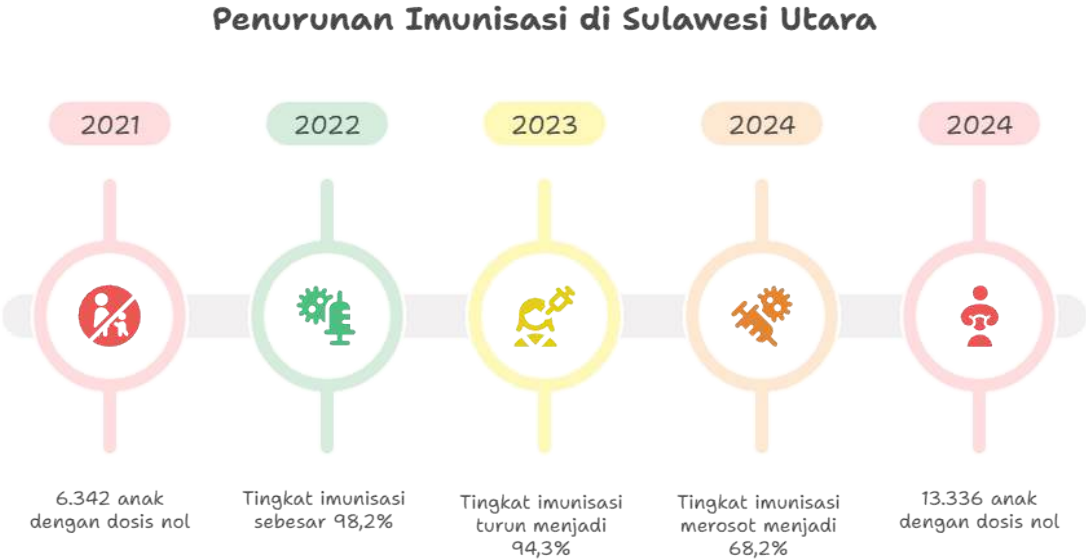 Penurunan Imunisasi di Sulawesi Utara
2021
2022
2023
2024
2024
6.342 anak
dengan dosis nol
Tingkat imunisasi
sebesar 98,2%
Tingkat imunisasi
turun menjadi
94,3%
Tingkat imunisasi
merosot menjadi
68,2%
13.336 anak
dengan dosis nol